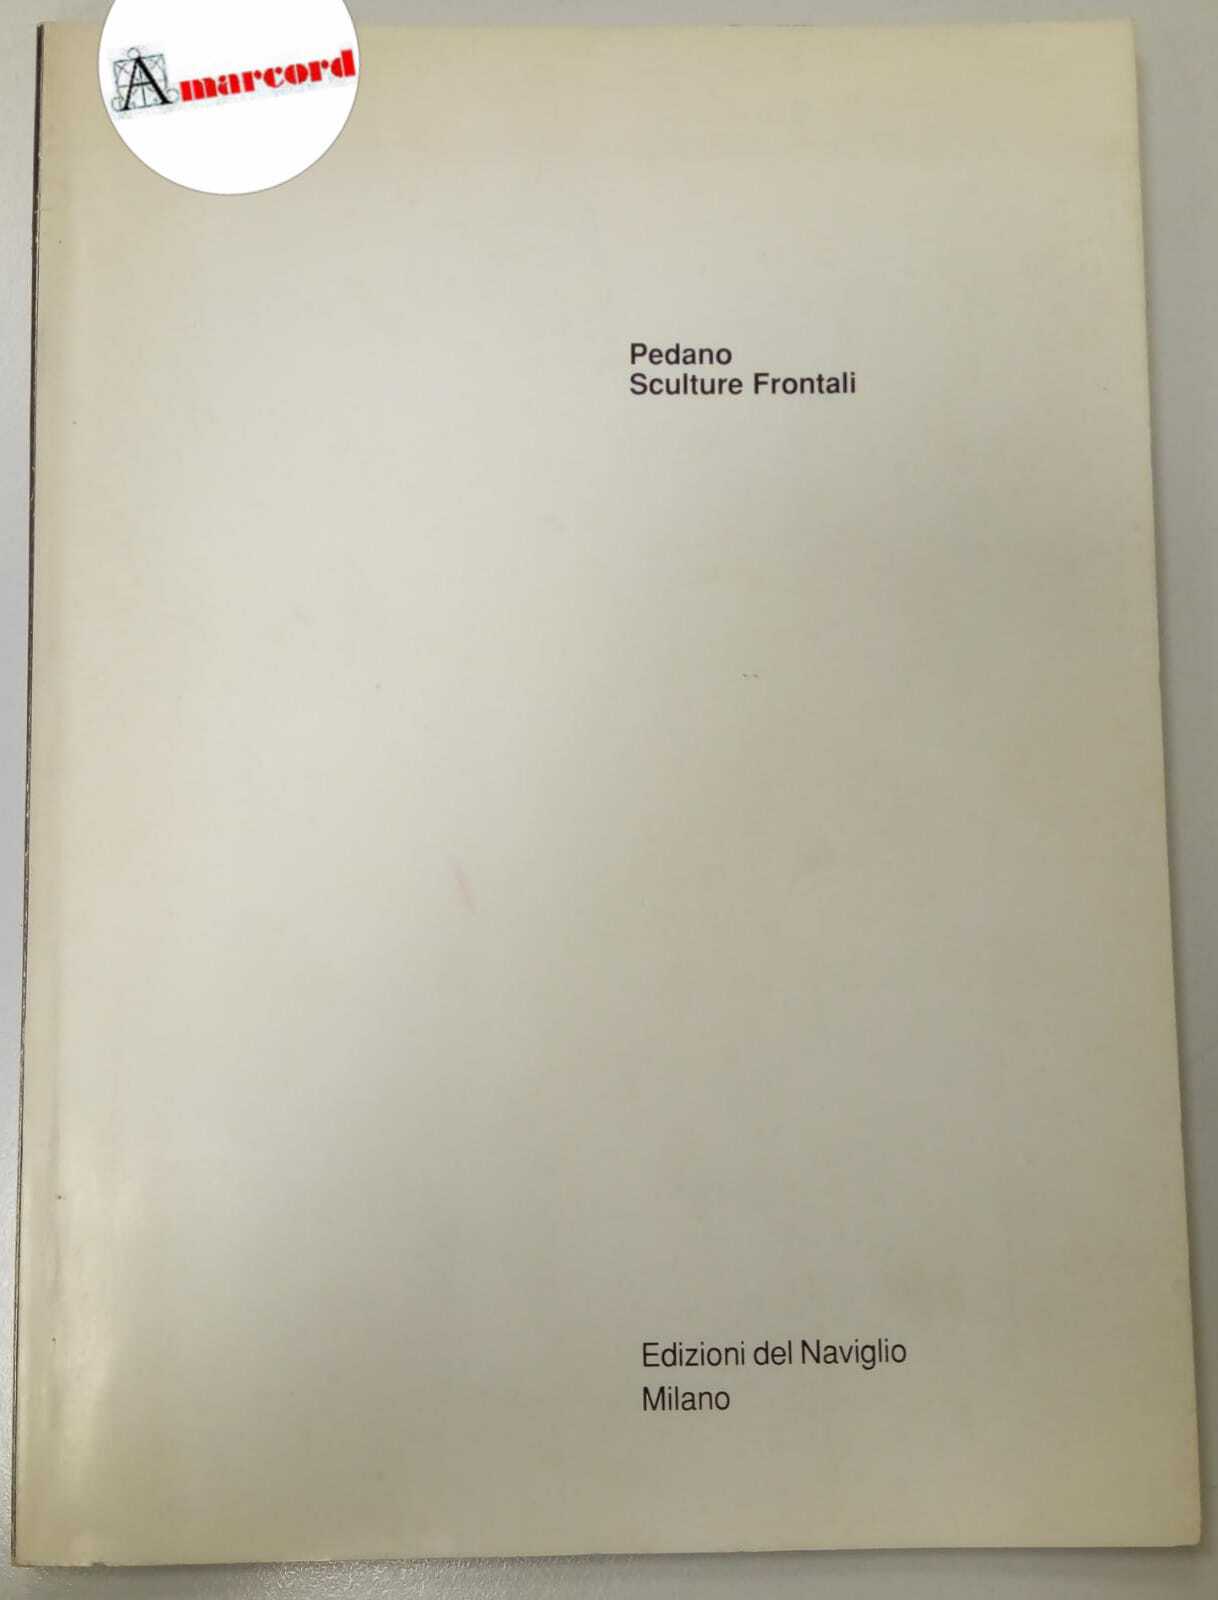 Amarcord
Pedano
Sculture Frontali
Edizioni del Naviglio
Milano